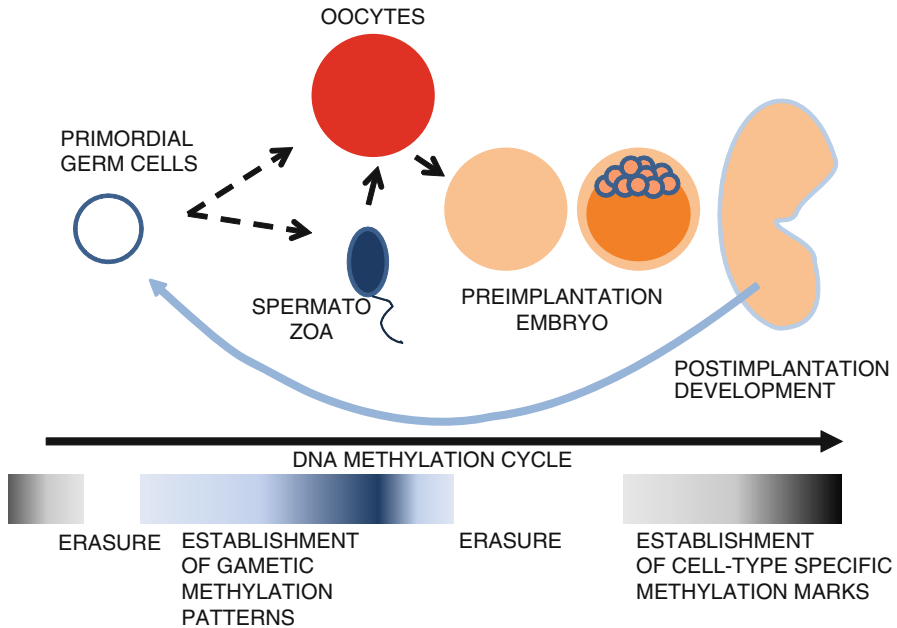 OOCYTES
PRIMORDIAL
GERM CELLS
SPERMATO
ZOA
PREIMPLANTATION
EMBRYO
POSTIMPLANTATION
DEVELOPMENT
DNA METHYLATION CYCLE
ERASURE
ESTABLISHMENT
OF GAMETIC
METHYLATION
PATTERNS
ERASURE
ESTABLISHMENT
OF CELL-TYPE SPECIFIC
METHYLATION MARKS